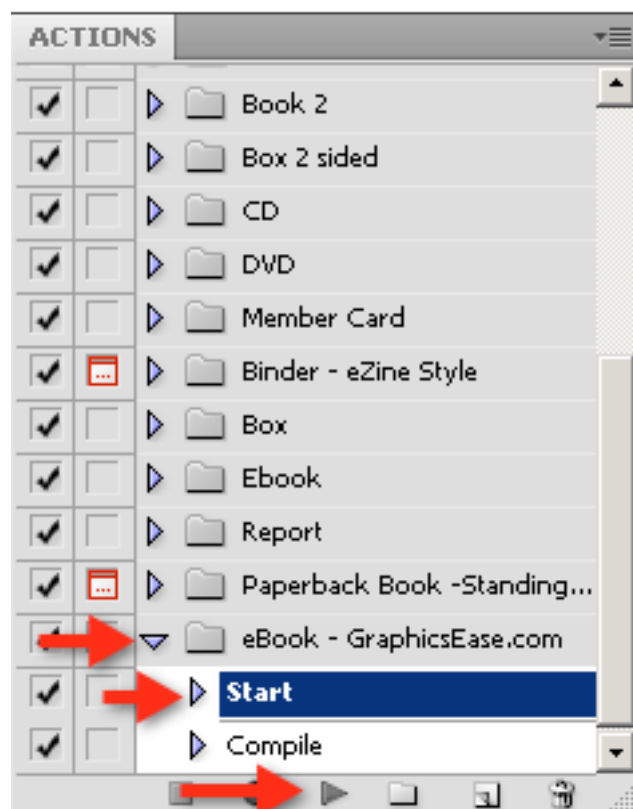 ACTIONS
Book 2
Box 2 sided
CD
DVD
Member Card
Binder - eZine Style
Box
Ebook
Report
Paperback Book -Standing...
eBook - GraphicsEase.com
Start
Compile